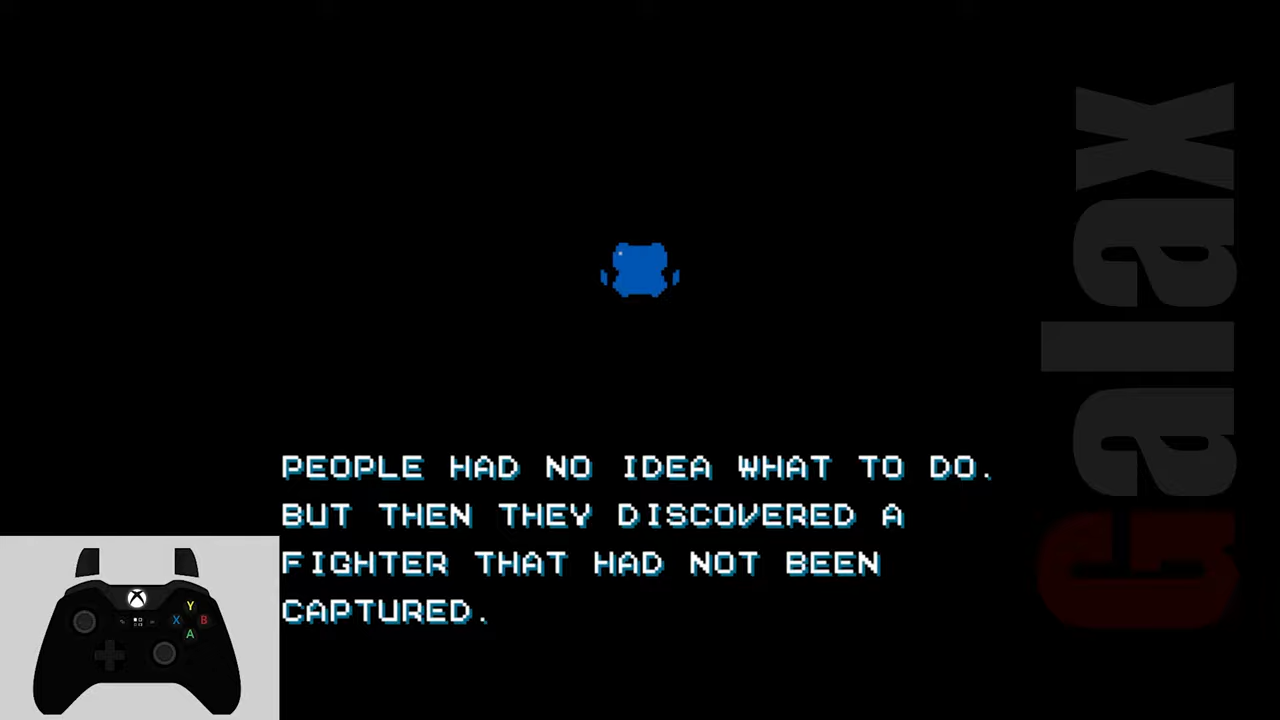 PEOPLE HAD NO IDEA WHAT TO DO.
BUT THEN THEY DISCOVERED A
FIGHTER THAT HAD NOT BEEN
CAPTURED.
Galax
Y
X
B
A